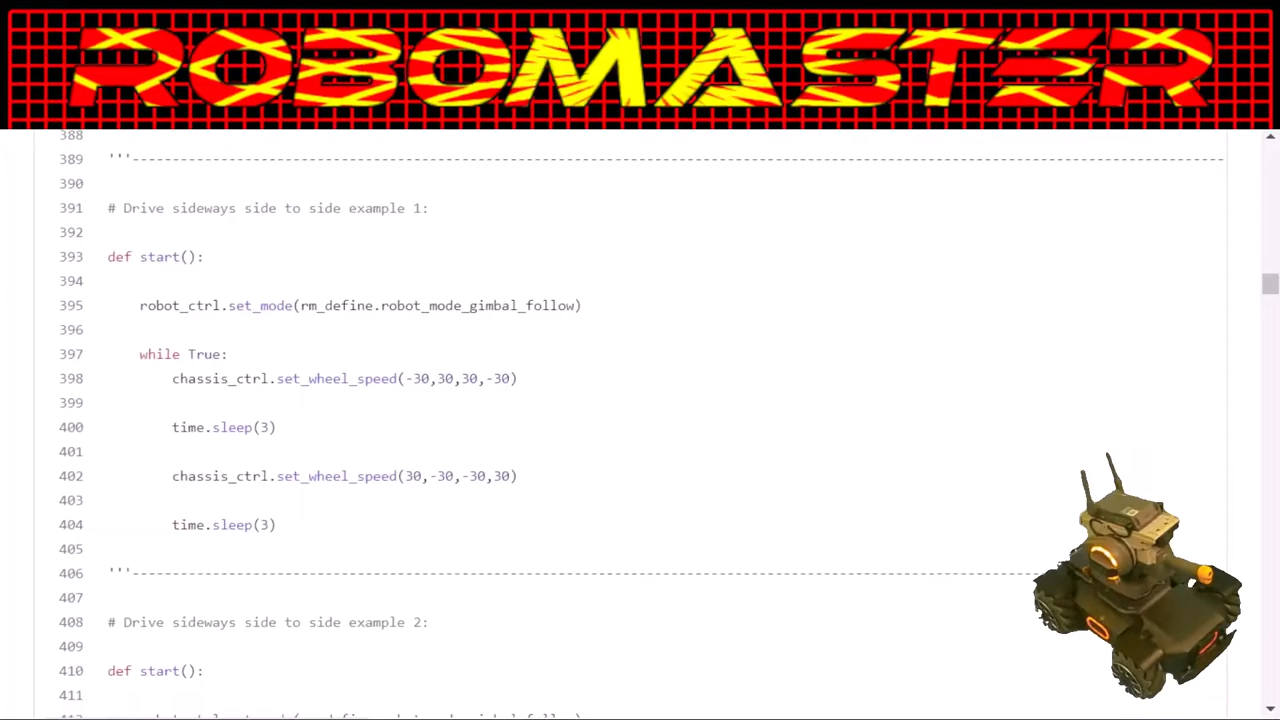 ROBOMASTER
388
389 '''-----------------------------------------------------------------------------------------------------------------------------------------
390
391 # Drive sideways side to side example 1:
392
393 def start():
394
395 robot_ctrl.set_mode(rm_define.robot_mode_gimbal_follow)
396
397 while True:
398 chassis_ctrl.set_wheel_speed(-30,30,30,-30)
399
400 time.sleep(3)
401
402 chassis_ctrl.set_wheel_speed(30,-30,-30,30)
403
404 time.sleep(3)
405
406 '''-----------------------------------------------------------------------------------------------------------------
407
408 # Drive sideways side to side example 2:
409
410 def start():
411